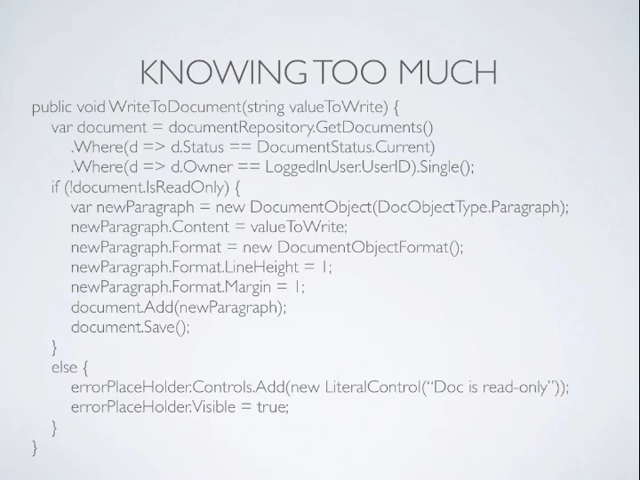 KNOWING TOO MUCH
public void WriteToDocument(string valueToWrite) {
var document = documentRepository.GetDocuments()
.Where(d => d.Status == DocumentStatus.Current)
.Where(d => d.Owner == LoggedInUser.UserID).Single();
if (!document.IsReadOnly) {
var newParagraph = new DocumentObject(DocObjectType.Paragraph);
newParagraph.Content = valueToWrite;
newParagraph.Format = new DocumentObjectFormat();
newParagraph.Format.LineHeight = 1;
newParagraph.Format.Margin = 1;
document.Add(newParagraph);
document.Save();
}
else {
errorPlaceHolder.Controls.Add(new LiteralControl(“Doc is read-only”));
errorPlaceHolder.Visible = true;
}
}